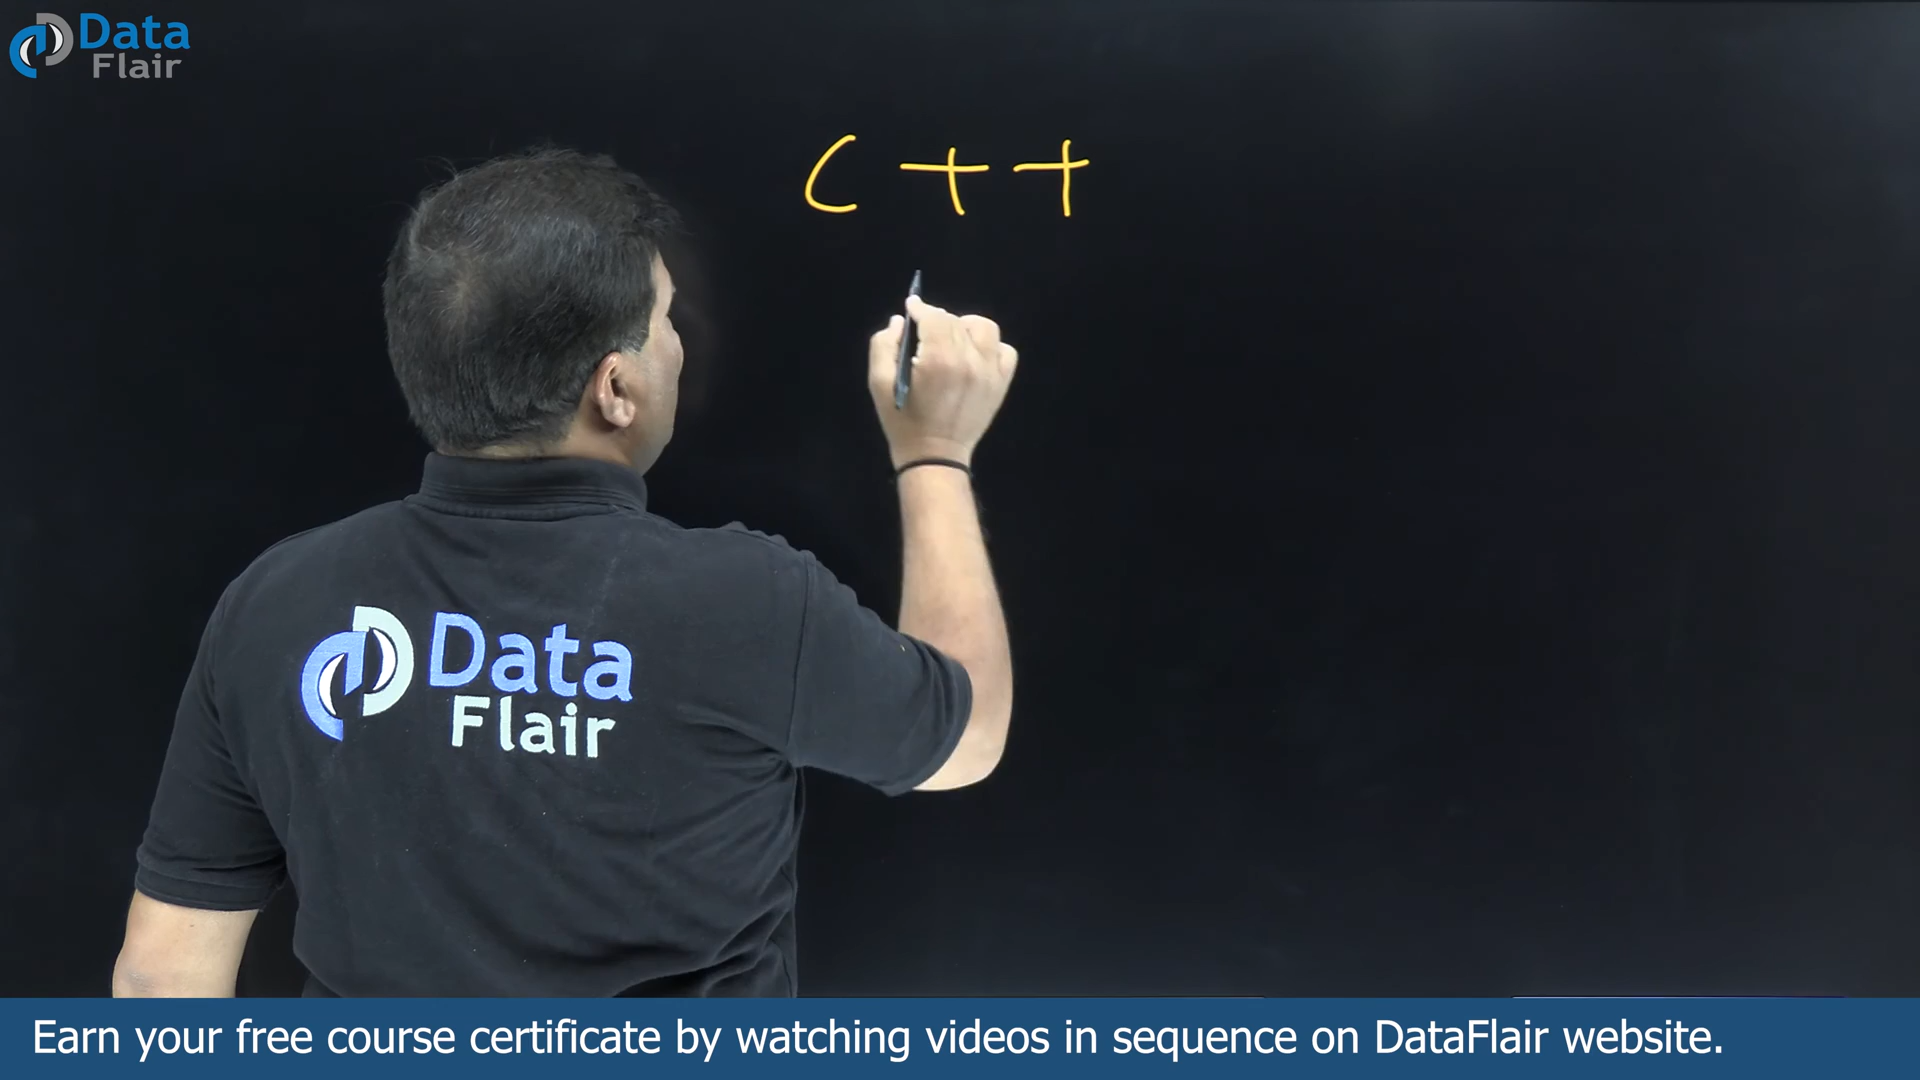 Data
Flair
C++
Data
Flair
Earn your free course certificate by watching videos in sequence on DataFlair website.